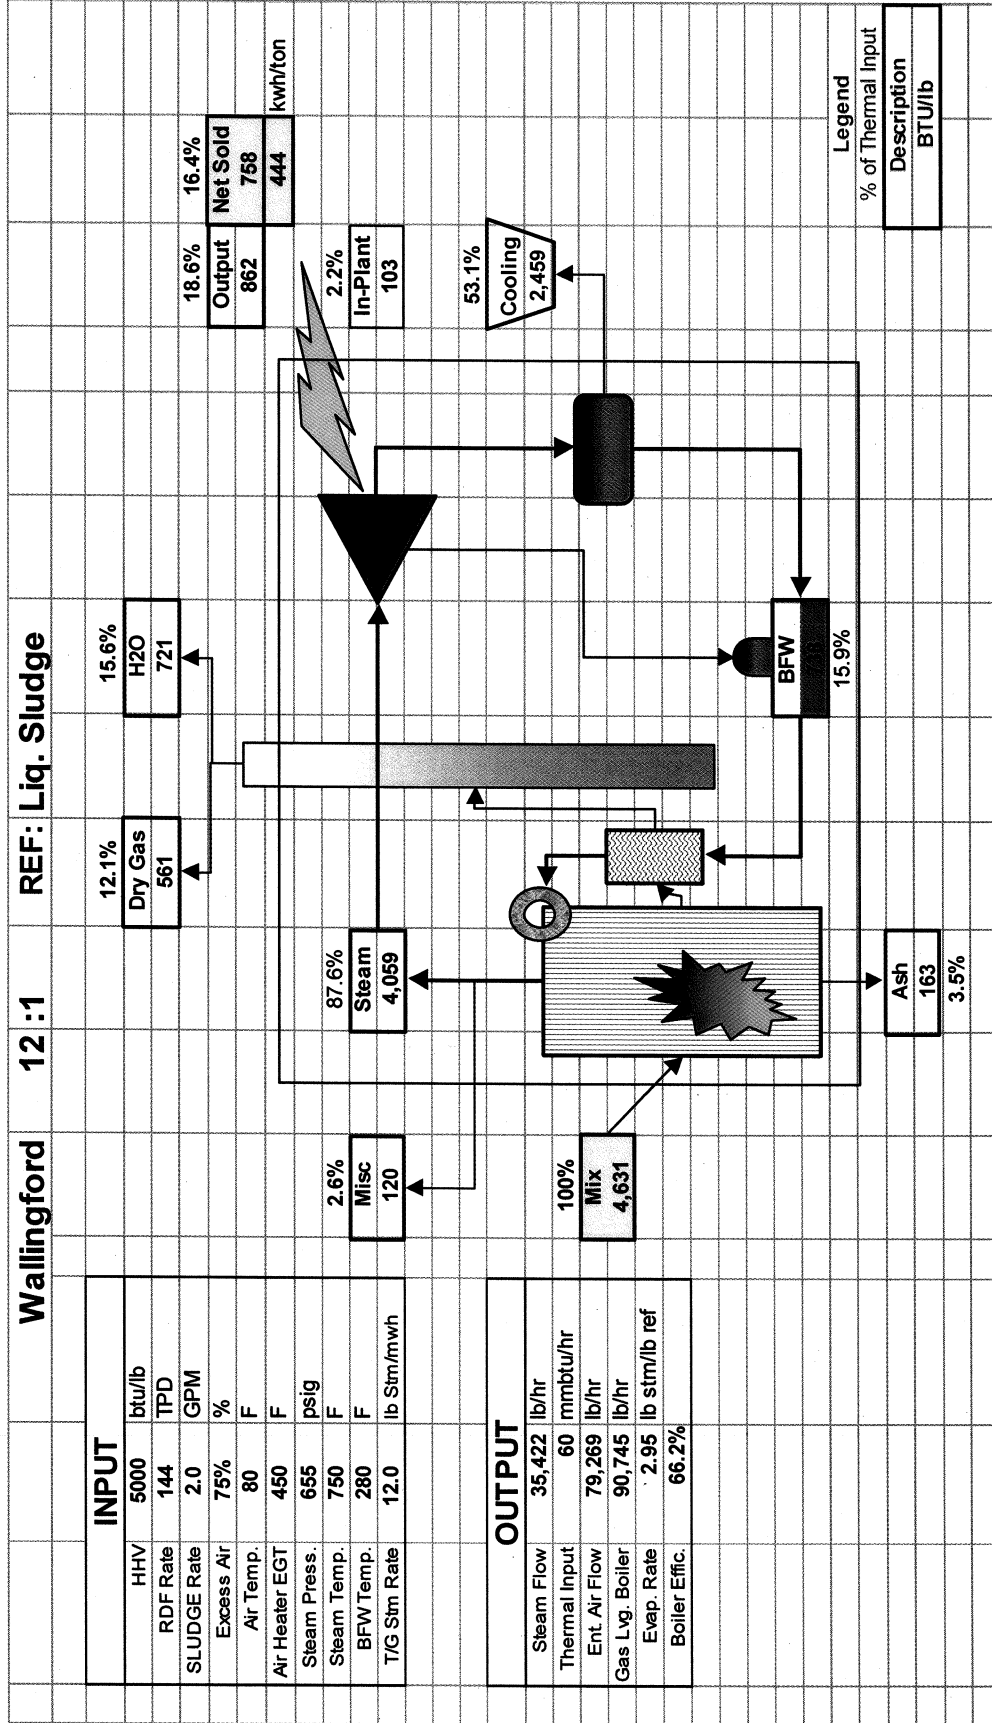 Wallingford 12 :1 REF: Liq. Sludge
INPUT
HHV 5000 btu/lb
RDF Rate 144 TPD
SLUDGE Rate 2.0 GPM
Excess Air 75% %
Air Temp. 80 F
Air Heater EGT 450 F
Steam Press. 655 psig
Steam Temp. 750 F
BFW Temp. 280 F
T/G Stm Rate 12.0 lb Stm/mwh
OUTPUT
Steam Flow 35,422 lb/hr
Thermal Input 60 mmbtu/hr
Ent. Air Flow 79,269 lb/hr
Gas Lvg. Boiler 90,745 lb/hr
Evap. Rate 2.95 lb stm/lb ref
Boiler Effic. 66.2%
2.6%
Misc
120
100%
Mix
4,631
87.6%
Steam
4,059
Ash
163
3.5%
12.1%
Dry Gas
561
15.6%
H2O
721
BFW
15.9%
18.6%
Output
862
16.4%
Net Sold
758
444 kwh/ton
2.2%
In-Plant
103
53.1%
Cooling
2,459
Legend
% of Thermal Input
Description
BTU/lb